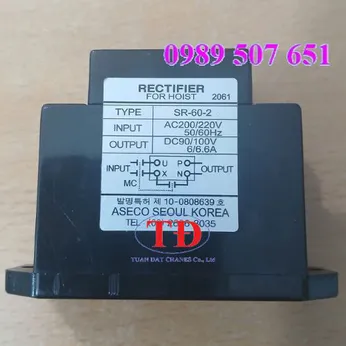 0989 507 651
RECTIFIER
FOR HOIST 2061
TYPE SR-60-2
INPUT AC200/220V
50/60Hz
OUTPUT DC90/100V
6/6.6A
INPUT U P OUTPUT
X N
MC
발명특허 제 10-0808639 호
ASECO SEOUL KOREA
TEL
TD
TUAN DAT CRANES Co., Ltd